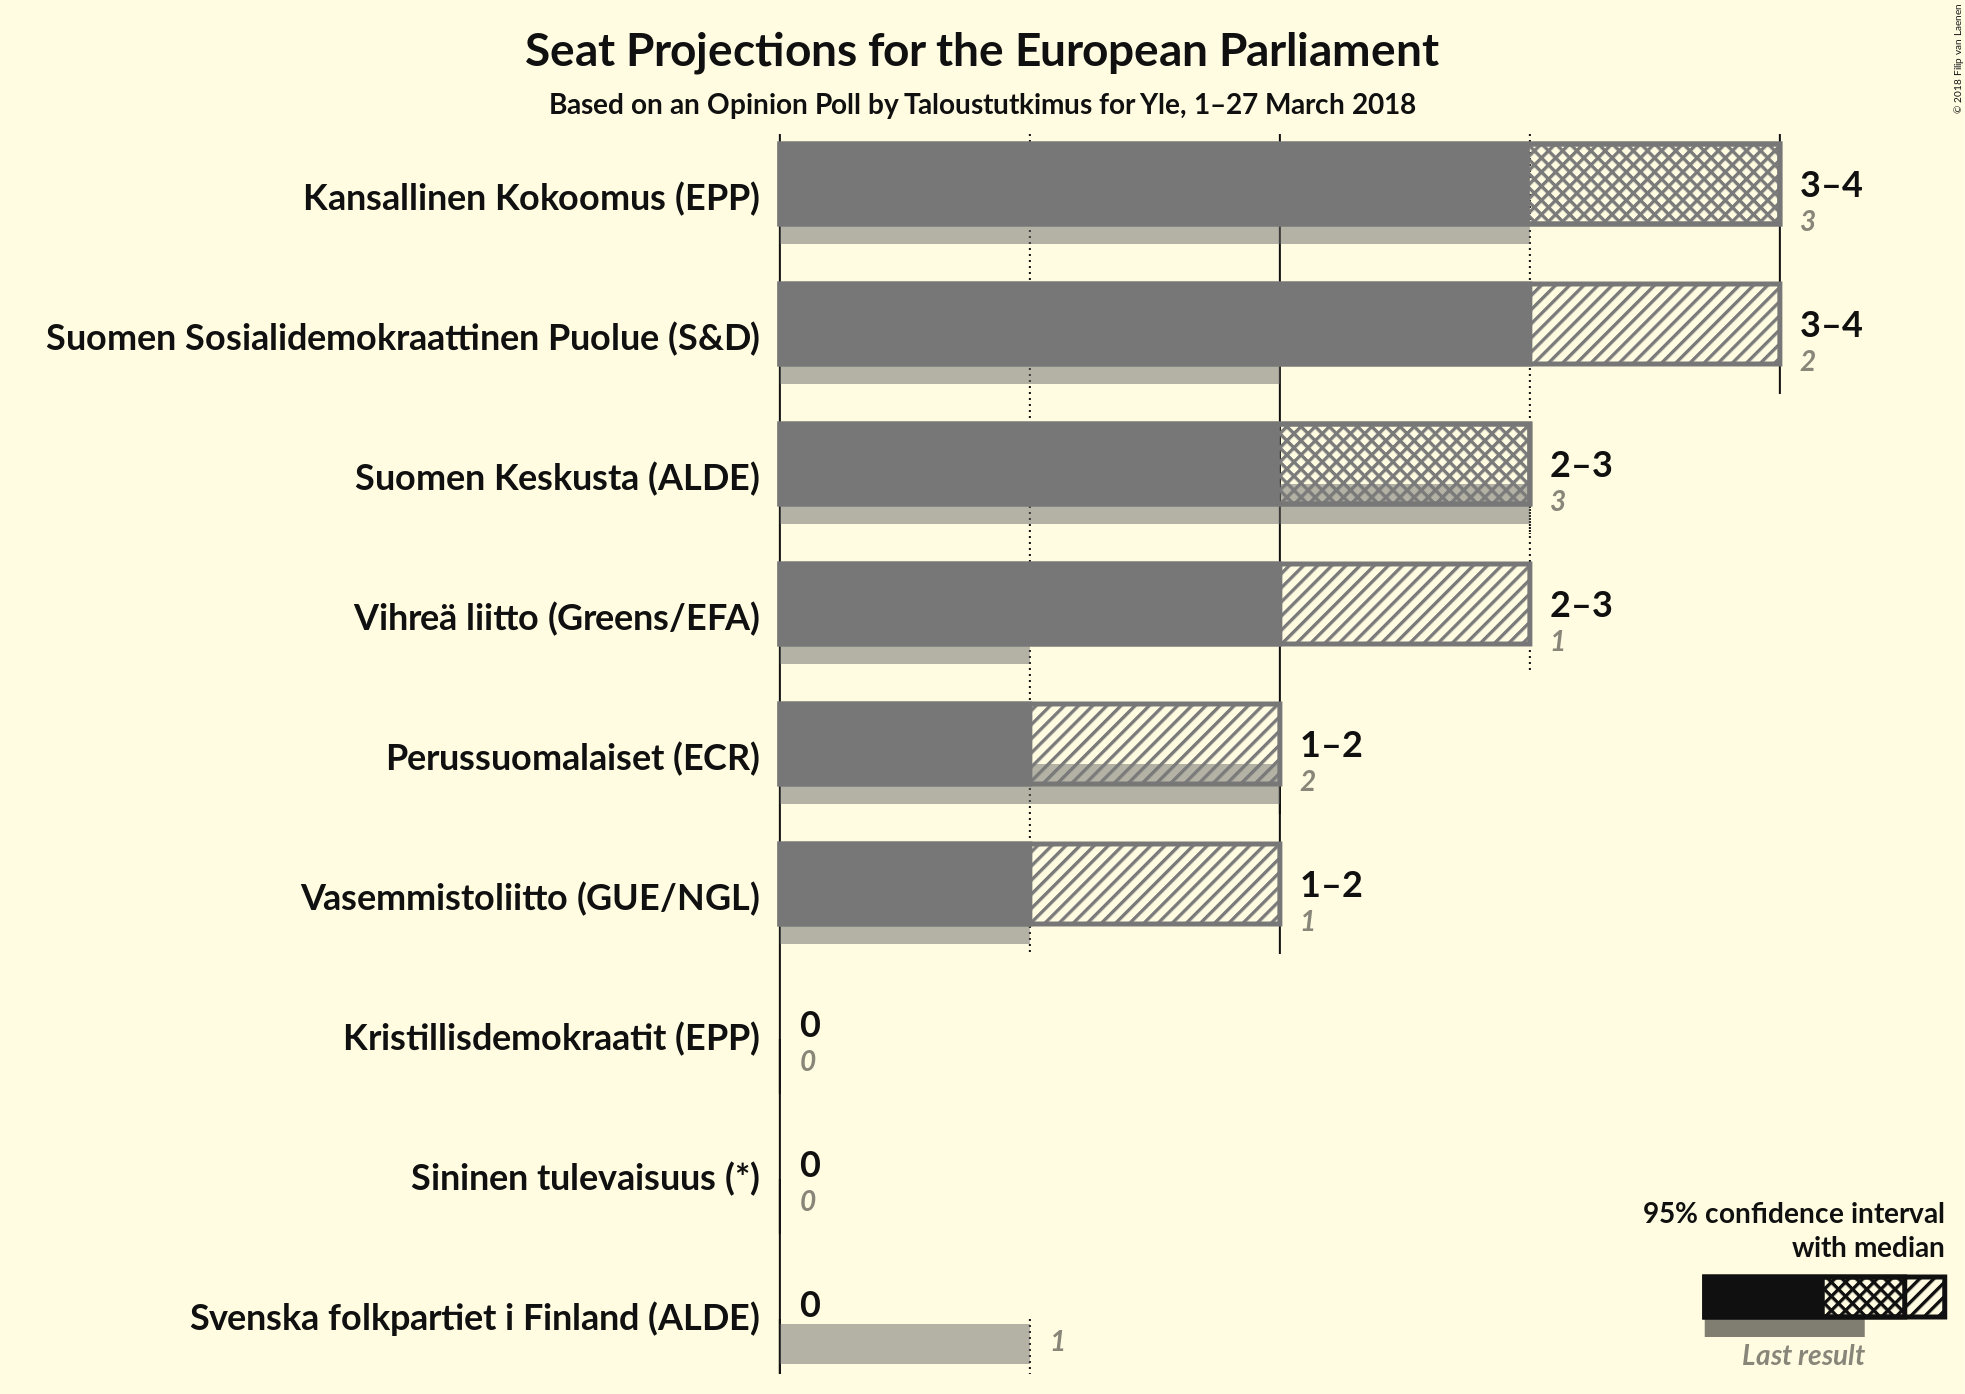 Seat Projections for the European Parliament
Based on an Opinion Poll by Taloustutkimus for Yle, 1–27 March 2018
© 2018 Filip van Laenen
Kansallinen Kokoomus (EPP)
3–4
3
Suomen Sosialidemokraattinen Puolue (S&D)
3–4
2
Suomen Keskusta (ALDE)
2–3
3
Vihreä liitto (Greens/EFA)
2–3
1
Perussuomalaiset (ECR)
1–2
2
Vasemmistoliitto (GUE/NGL)
1–2
1
Kristillisdemokraatit (EPP)
0
0
Sininen tulevaisuus (*)
0
0
Svenska folkpartiet i Finland (ALDE)
0
1
95% confidence interval
with median
Last result